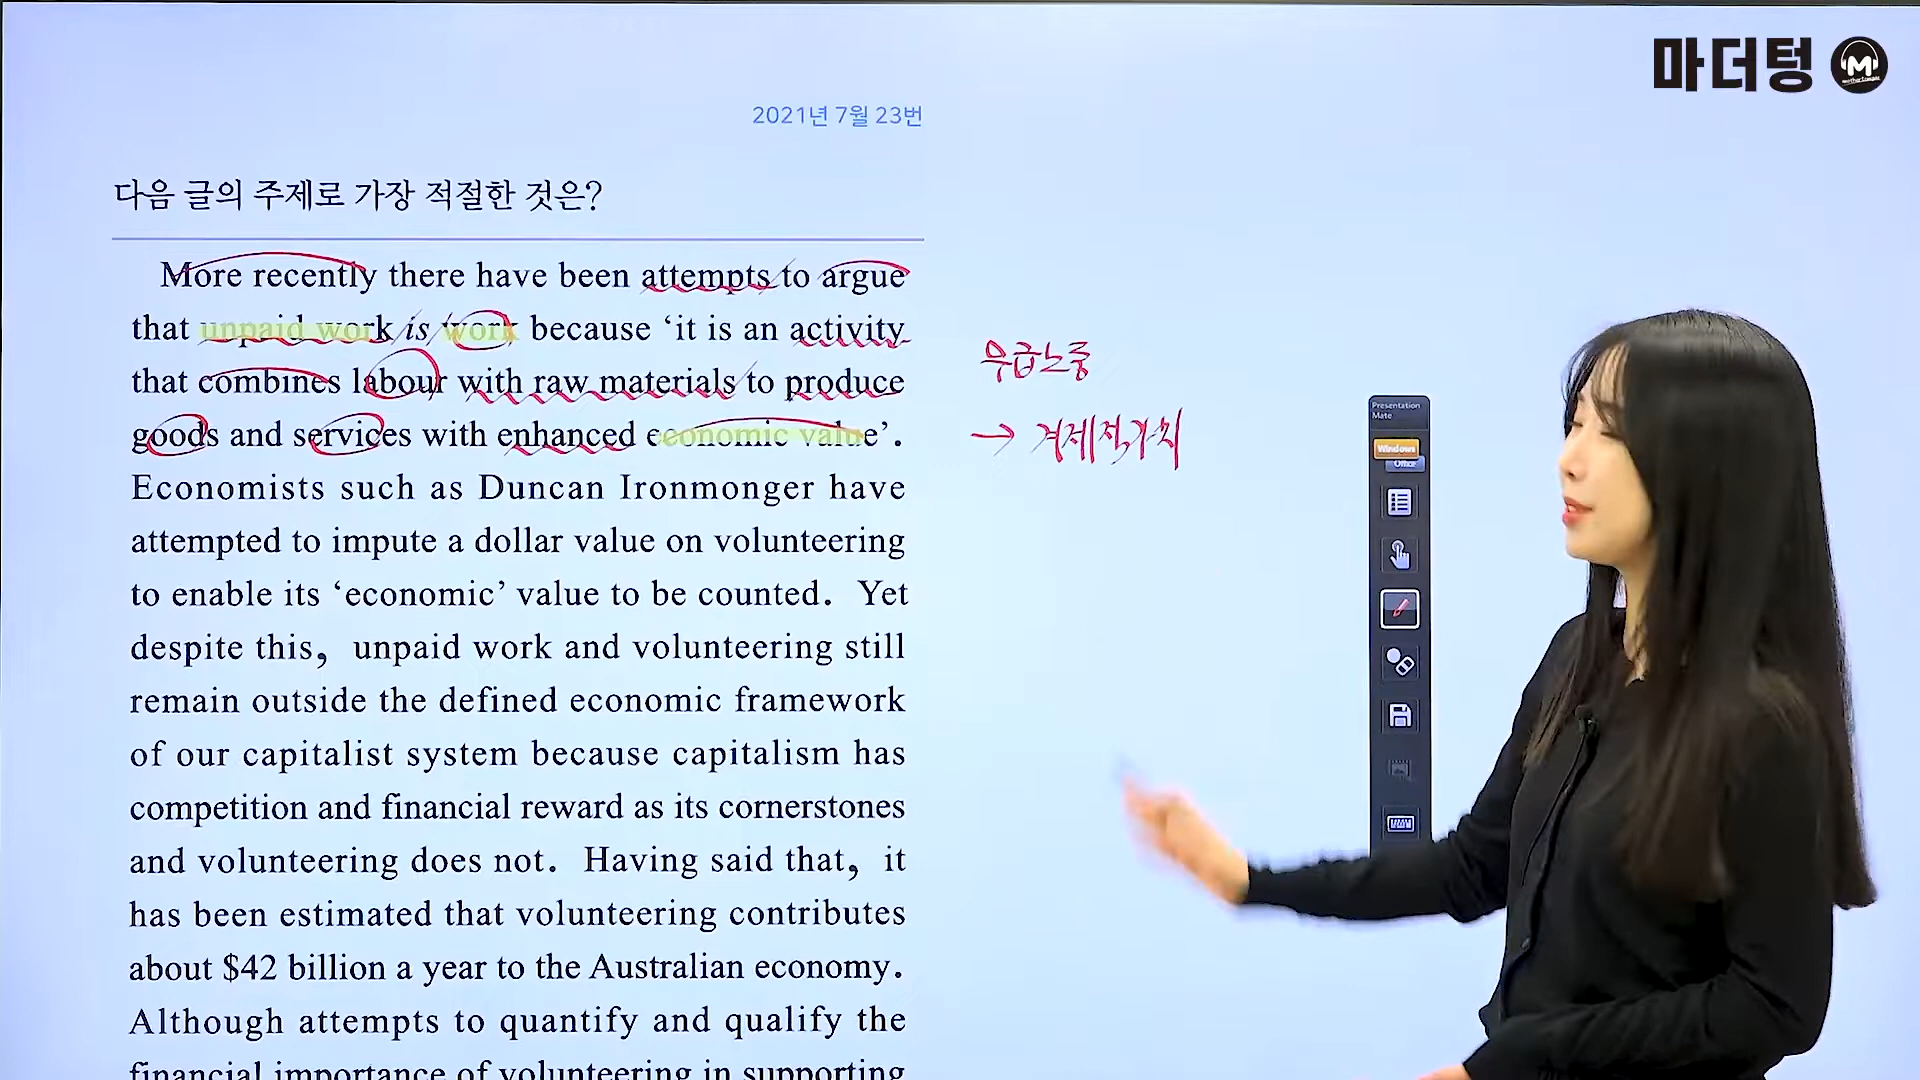 마더텅
M
2021년 7월 23번
다음 글의 주제로 가장 적절한 것은?
More recently there have been attempts to argue
that unpaid work is work because ‘it is an activity
that combines labour with raw materials to produce
goods and services with enhanced economic value’.
Economists such as Duncan Ironmonger have
attempted to impute a dollar value on volunteering
to enable its ‘economic’ value to be counted. Yet
despite this, unpaid work and volunteering still
remain outside the defined economic framework
of our capitalist system because capitalism has
competition and financial reward as its cornerstones
and volunteering does not. Having said that, it
has been estimated that volunteering contributes
about $42 billion a year to the Australian economy.
Although attempts to quantify and qualify the
financial importance of volunteering in supporting
무급노동
→ 경제적가치
Presentation
Mate
Windows
Office